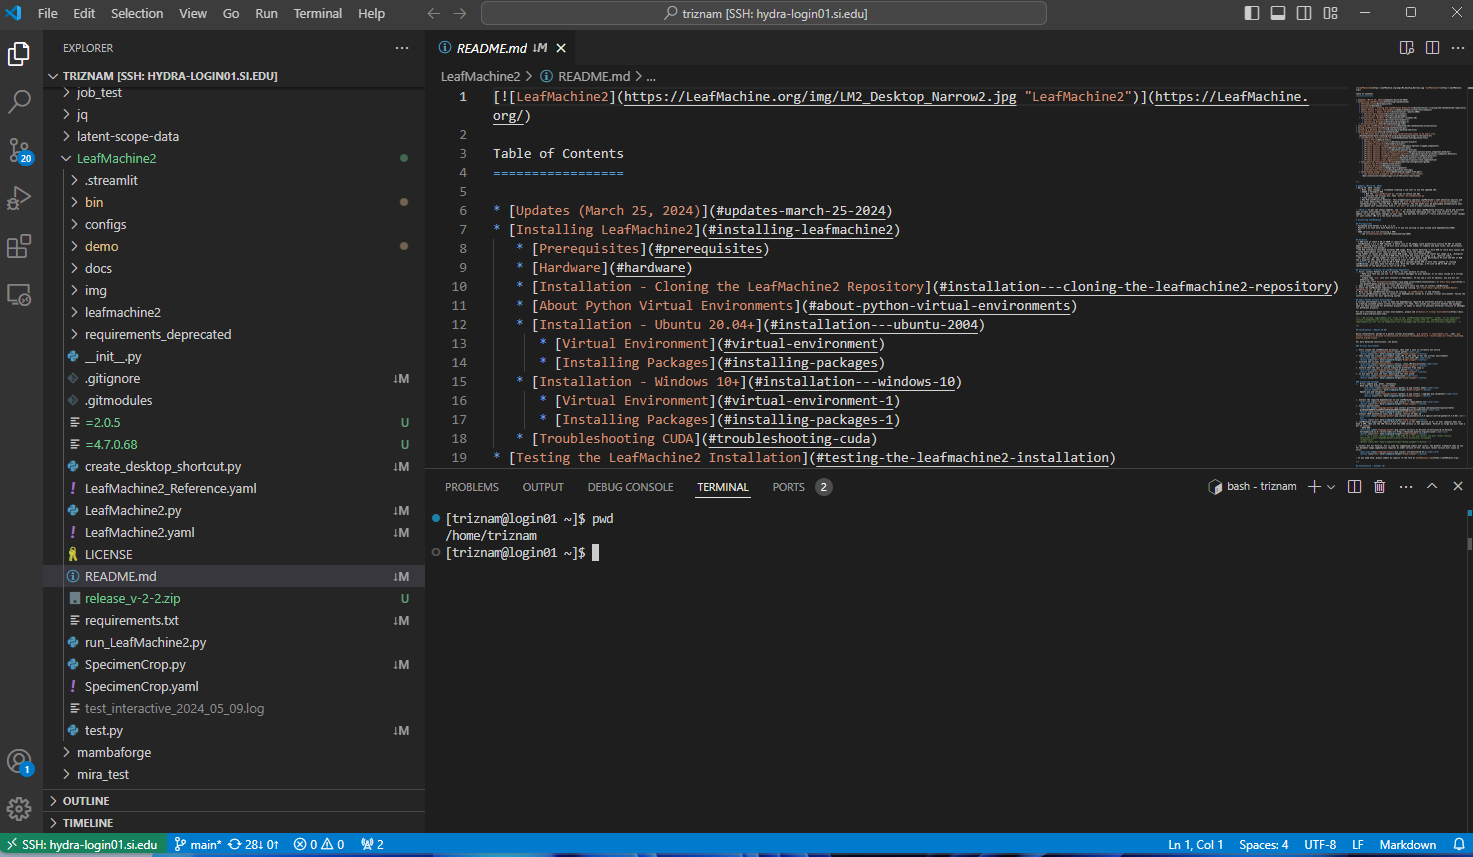 File Edit Selection View Go Run Terminal Help
triznam [SSH: hydra-login01.si.edu]
EXPLORER
TRIZNAM [SSH: HYDRA-LOGIN01.SI.EDU]
job_test
jq
latent-scope-data
LeafMachine2
.streamlit
bin
configs
demo
docs
img
leafmachine2
requirements_deprecated
__init__.py
.gitignore ↓M
.gitmodules
=2.0.5 U
=4.7.0.68 U
create_desktop_shortcut.py ↓M
LeafMachine2_Reference.yaml
LeafMachine2.py ↓M
LeafMachine2.yaml ↓M
LICENSE
README.md ↓M
release_v-2-2.zip U
requirements.txt ↓M
run_LeafMachine2.py
SpecimenCrop.py ↓M
SpecimenCrop.yaml
test_interactive_2024_05_09.log
test.py ↓M
mambaforge
mira_test
OUTLINE
TIMELINE
20
1
README.md ↓M
LeafMachine2 > README.md > ...
1 [![LeafMachine2](https://LeafMachine.org/img/LM2_Desktop_Narrow2.jpg "LeafMachine2")](https://LeafMachine.
org/)
2
3 Table of Contents
4 =================
5
6 * [Updates (March 25, 2024)](#updates-march-25-2024)
7 * [Installing LeafMachine2](#installing-leafmachine2)
8 * [Prerequisites](#prerequisites)
9 * [Hardware](#hardware)
10 * [Installation - Cloning the LeafMachine2 Repository](#installation---cloning-the-leafmachine2-repository)
11 * [About Python Virtual Environments](#about-python-virtual-environments)
12 * [Installation - Ubuntu 20.04+](#installation---ubuntu-2004)
13 * [Virtual Environment](#virtual-environment)
14 * [Installing Packages](#installing-packages)
15 * [Installation - Windows 10+](#installation---windows-10)
16 * [Virtual Environment](#virtual-environment-1)
17 * [Installing Packages](#installing-packages-1)
18 * [Troubleshooting CUDA](#troubleshooting-cuda)
19 * [Testing the LeafMachine2 Installation](#testing-the-leafmachine2-installation)
PROBLEMS OUTPUT DEBUG CONSOLE TERMINAL PORTS 2
bash - triznam
[triznam@login01 ~]$ pwd
/home/triznam
[triznam@login01 ~]$
SSH: hydra-login01.si.edu main* 28↓ 0↑ 0 0 2 Ln 1, Col 1 Spaces: 4 UTF-8 LF Markdown